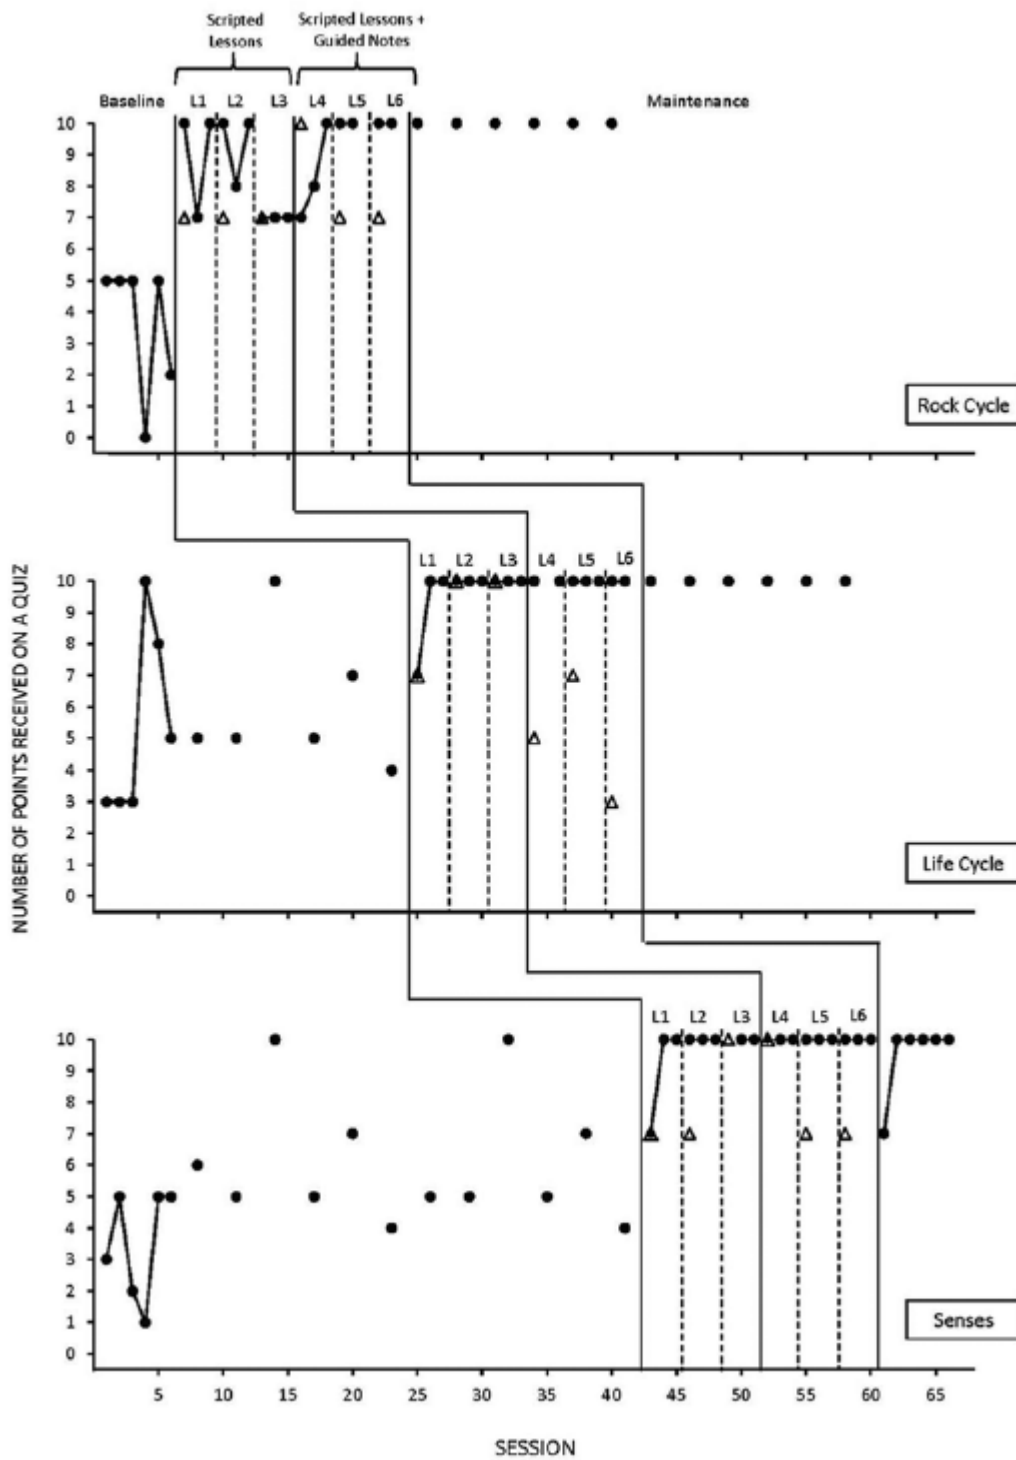 Scripted
Lessons
Scripted Lessons +
Guided Notes
Baseline L1 L2 L3 L4 L5 L6 Maintenance
10
9
8
7
6
5
4
3
2
1
0
Rock Cycle
L1 L2 L3 L4 L5 L6
10
9
8
7
6
5
4
3
2
1
0
Life Cycle
NUMBER OF POINTS RECEIVED ON A QUIZ
L1 L2 L3 L4 L5 L6
10
9
8
7
6
5
4
3
2
1
0
Senses
5 10 15 20 25 30 35 40 45 50 55 60 65
SESSION